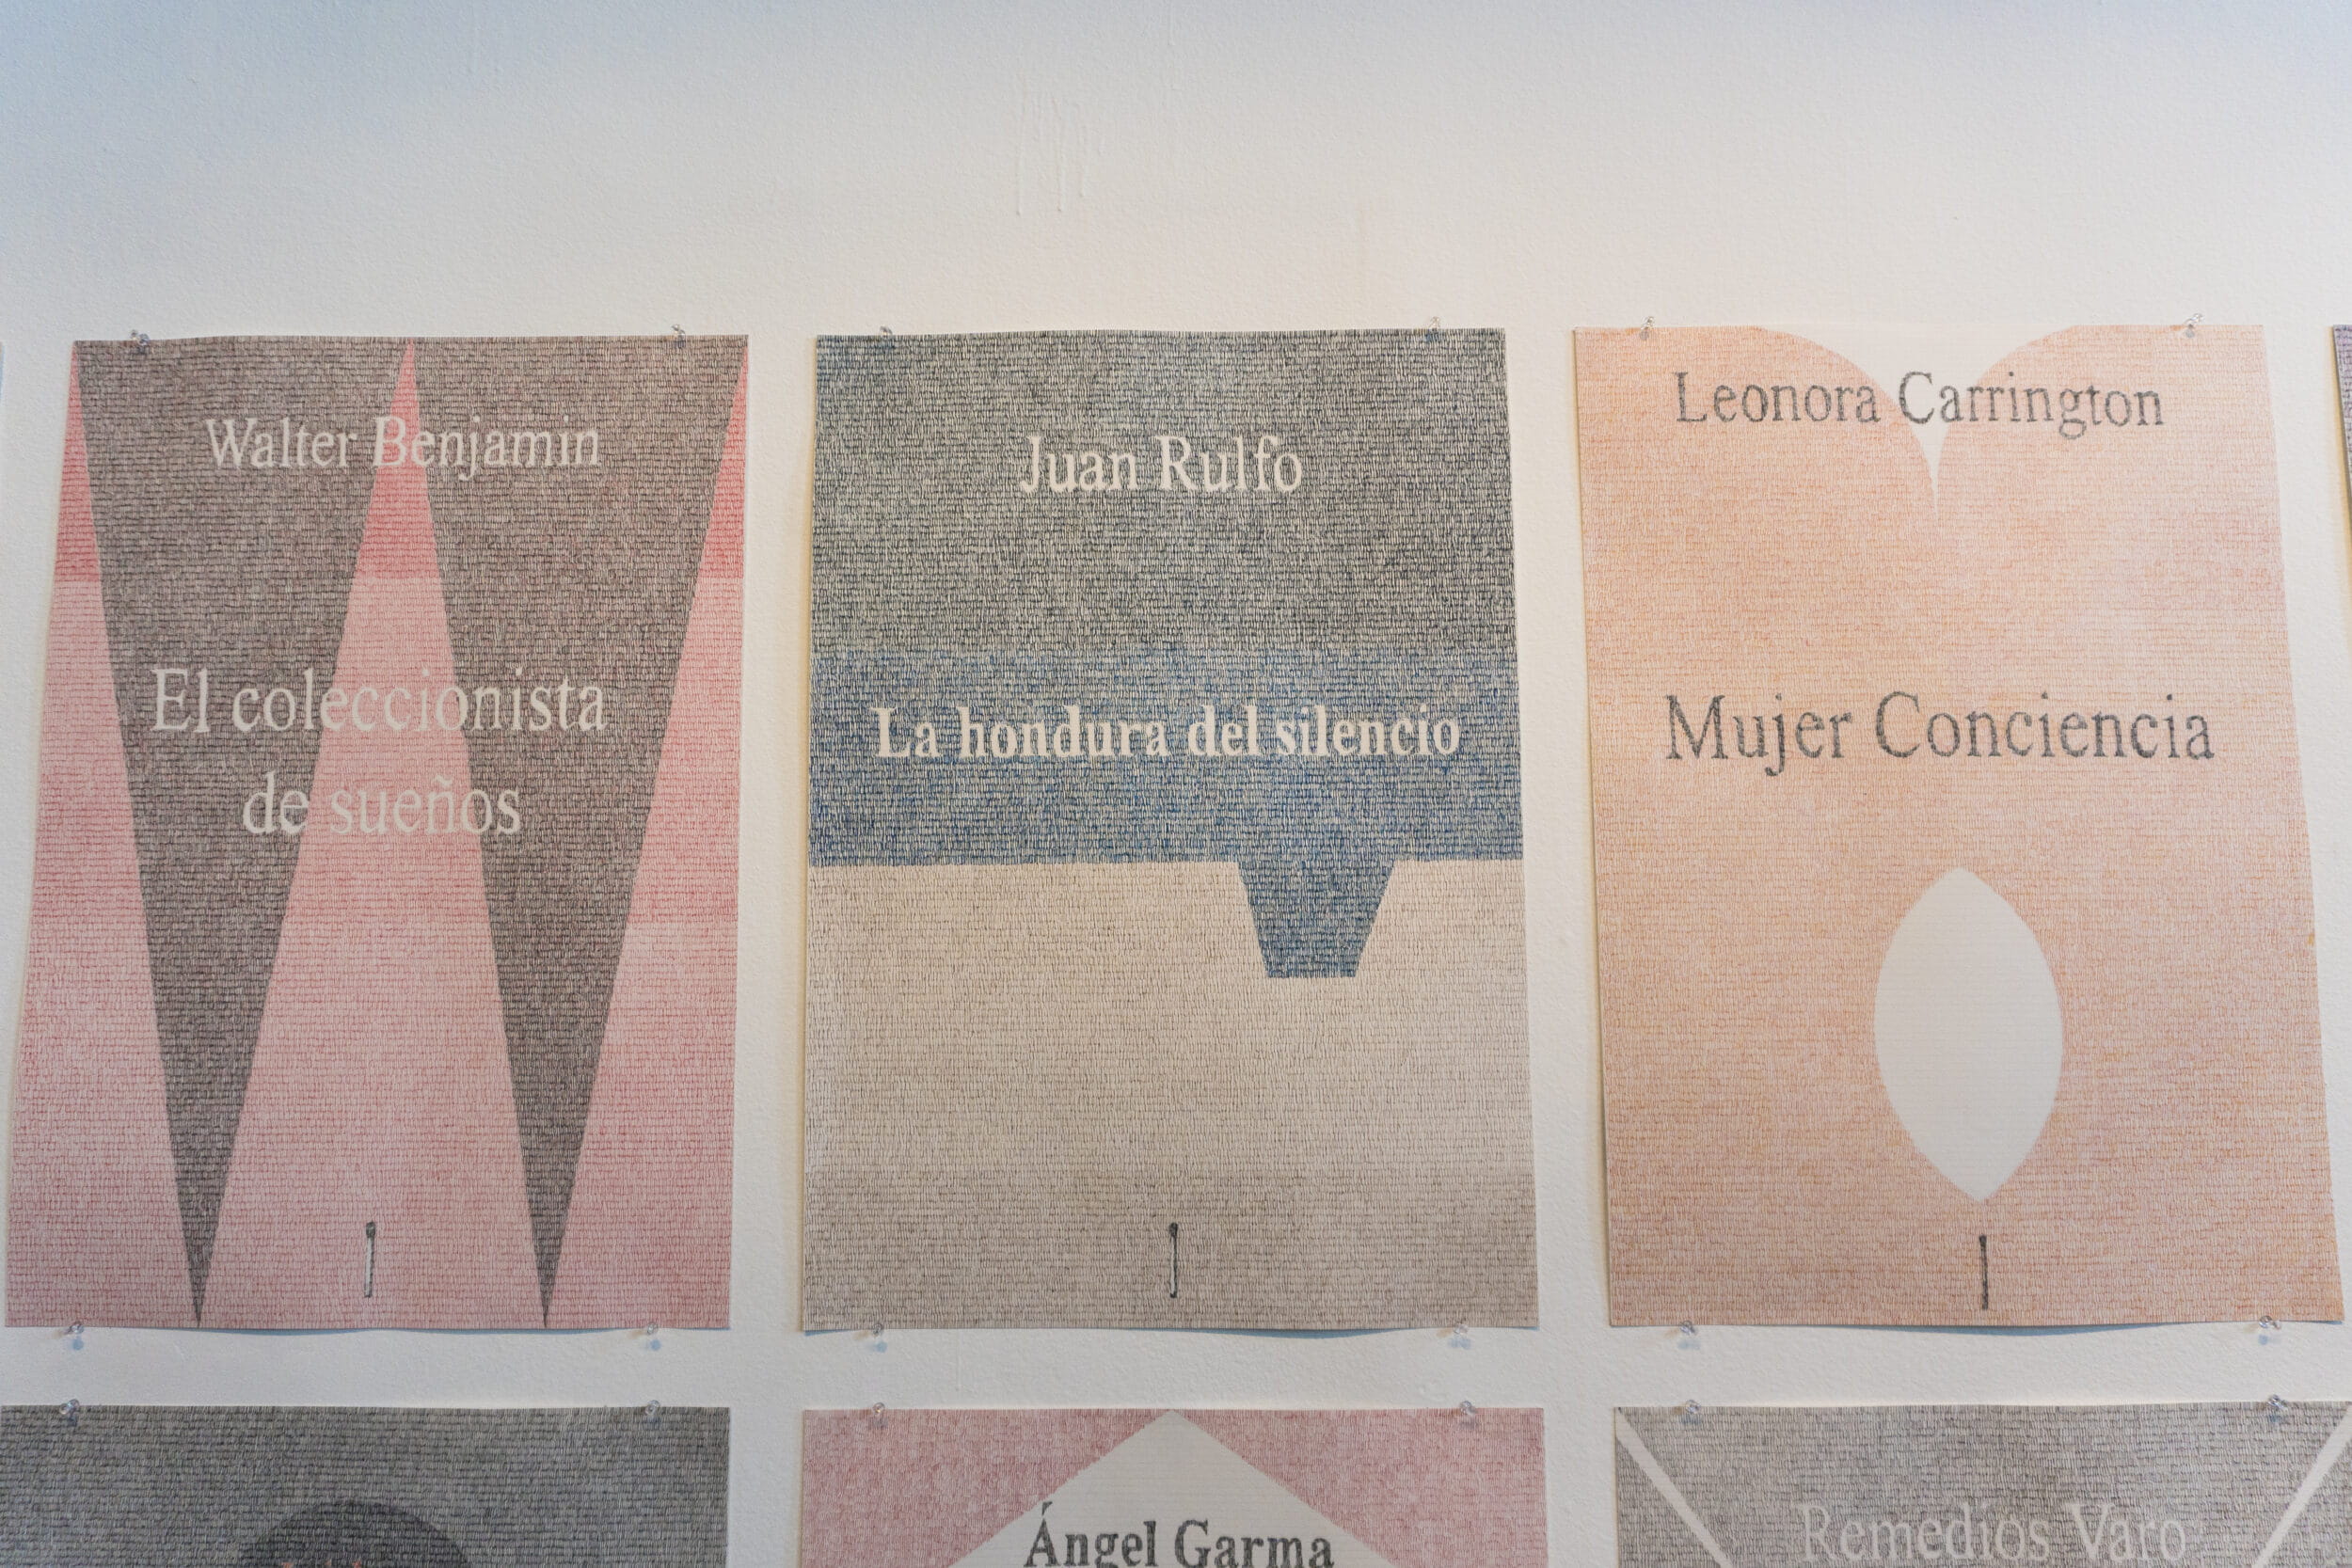 Walter Benjamin
El coleccionista
de sueños
Juan Rulfo
La hondura del silencio
Leonora Carrington
Mujer Conciencia
Ángel Garma
Remedios Varo